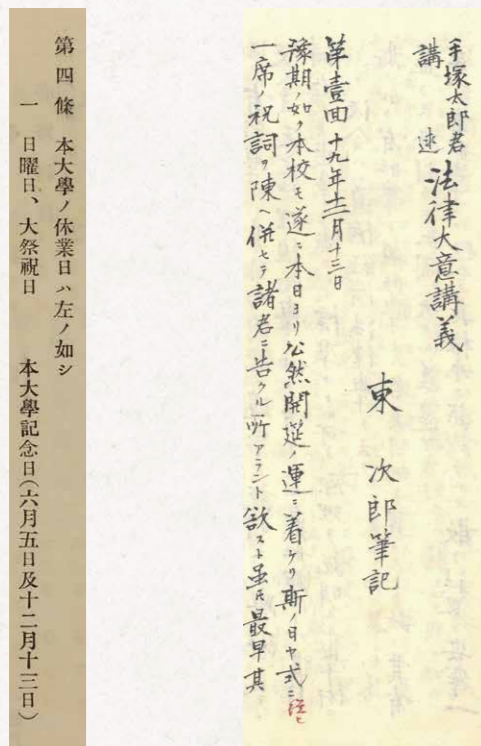 手塚太郎君
講述
法律大意講義
東次郎筆記
第壹回 十九年十二月十三日
豫期ノ如ク本校モ遂ニ本日ヨリ公然開莚ノ運ニ着ケリ斯ノ日ヤ式ニ
一席ノ祝詞ヲ陳ヘ併セテ諸君ニ告クル所アラント欲スト虽𪜈最早其
第四條 本大學ノ休業日ハ左ノ如シ
一 日曜日、大祭祝日 本大學記念日(六月五日及十二月十三日)